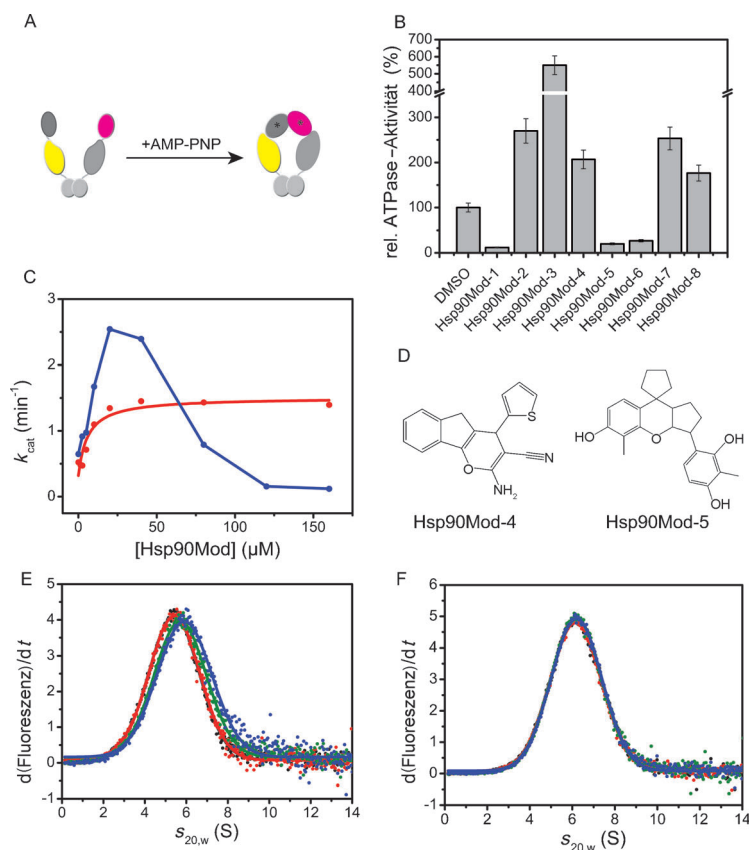 A
+AMP-PNP
*
*
B
rel. ATPase-Aktivität (%)
700
600
500
400
300
200
100
0
DMSO
Hsp90Mod-1
Hsp90Mod-2
Hsp90Mod-3
Hsp90Mod-4
Hsp90Mod-5
Hsp90Mod-6
Hsp90Mod-7
Hsp90Mod-8
C
k cat (min⁻¹)
3
2
1
0
0 50 100 150
[Hsp90Mod] (µM)
D
S
O
N
NH₂
Hsp90Mod-4
HO
O
HO
OH
Hsp90Mod-5
E
d(Fluoreszenz)/dt
5
4
3
2
1
0
-1
0 2 4 6 8 10 12 14
s20,w (S)
F
d(Fluoreszenz)/dt
6
5
4
3
2
1
0
-1
0 2 4 6 8 10 12 14
s20,w (S)